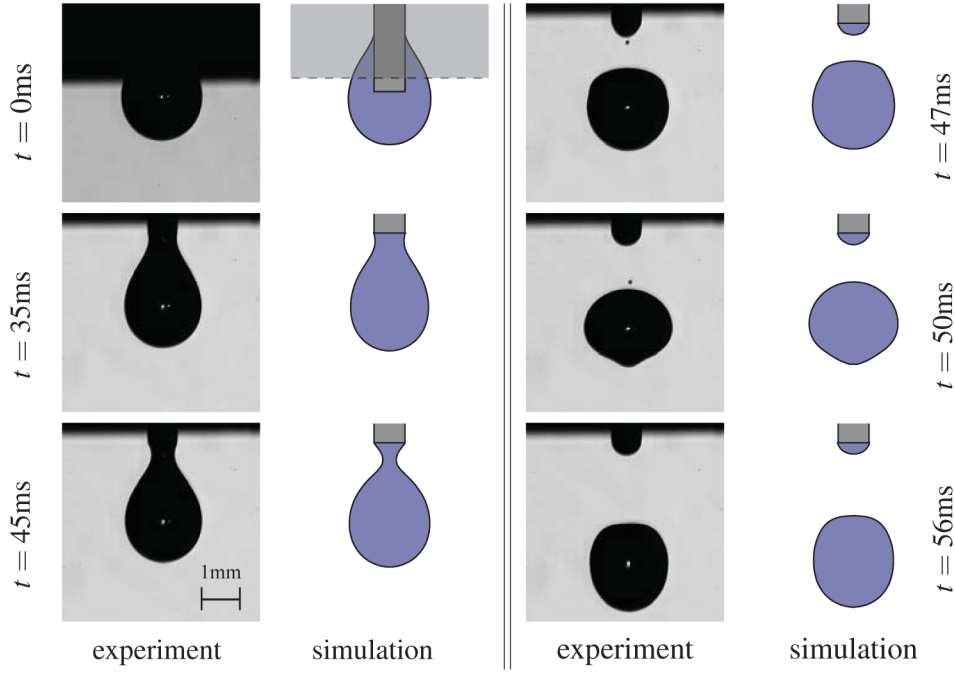 t = 0ms
t = 35ms
t = 45ms
1mm
experiment
simulation
t = 47ms
t = 50ms
t = 56ms
experiment
simulation